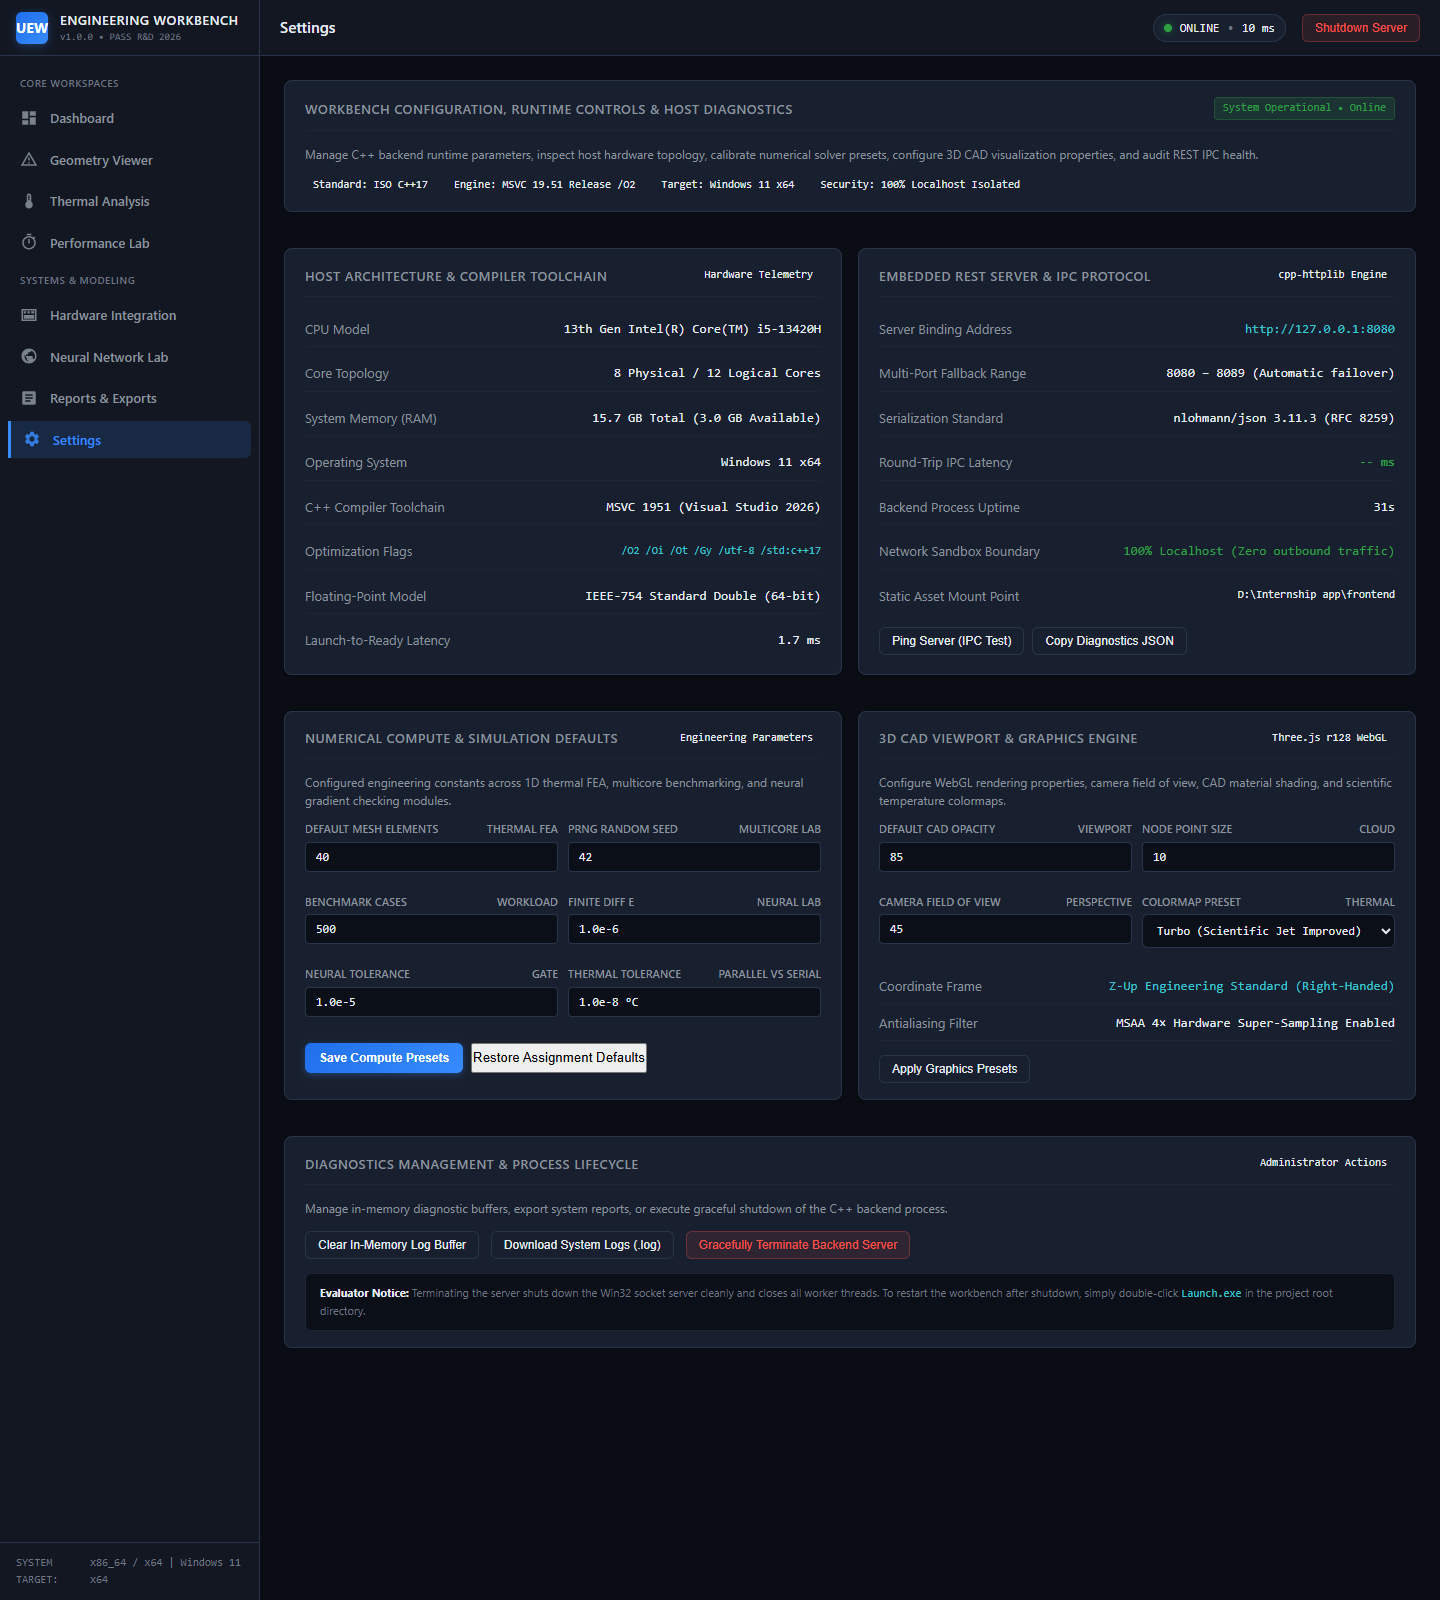 UEW
ENGINEERING WORKBENCH
v1.0.0 • PASS R&D 2026
Settings
ONLINE • 10 ms
Shutdown Server
CORE WORKSPACES
Dashboard
Geometry Viewer
Thermal Analysis
Performance Lab
SYSTEMS & MODELING
Hardware Integration
Neural Network Lab
Reports & Exports
Settings
WORKBENCH CONFIGURATION, RUNTIME CONTROLS & HOST DIAGNOSTICS
System Operational • Online
Manage C++ backend runtime parameters, inspect host hardware topology, calibrate numerical solver presets, configure 3D CAD visualization properties, and audit REST IPC health.
Standard: ISO C++17 Engine: MSVC 19.51 Release /O2 Target: Windows 11 x64 Security: 100% Localhost Isolated
HOST ARCHITECTURE & COMPILER TOOLCHAIN Hardware Telemetry
CPU Model 13th Gen Intel(R) Core(TM) i5-13420H
Core Topology 8 Physical / 12 Logical Cores
System Memory (RAM) 15.7 GB Total (3.0 GB Available)
Operating System Windows 11 x64
C++ Compiler Toolchain MSVC 1951 (Visual Studio 2026)
Optimization Flags /O2 /Oi /Ot /Gy /utf-8 /std:c++17
Floating-Point Model IEEE-754 Standard Double (64-bit)
Launch-to-Ready Latency 1.7 ms
EMBEDDED REST SERVER & IPC PROTOCOL cpp-httplib Engine
Server Binding Address http://127.0.0.1:8080
Multi-Port Fallback Range 8080 – 8089 (Automatic failover)
Serialization Standard nlohmann/json 3.11.3 (RFC 8259)
Round-Trip IPC Latency -- ms
Backend Process Uptime 31s
Network Sandbox Boundary 100% Localhost (Zero outbound traffic)
Static Asset Mount Point D:\Internship app\frontend
Ping Server (IPC Test) Copy Diagnostics JSON
NUMERICAL COMPUTE & SIMULATION DEFAULTS Engineering Parameters
Configured engineering constants across 1D thermal FEA, multicore benchmarking, and neural
gradient checking modules.
DEFAULT MESH ELEMENTS THERMAL FEA PRNG RANDOM SEED MULTICORE LAB
40 42
BENCHMARK CASES WORKLOAD FINITE DIFF Ε NEURAL LAB
500 1.0e-6
NEURAL TOLERANCE GATE THERMAL TOLERANCE PARALLEL VS SERIAL
1.0e-5 1.0e-8 °C
Save Compute Presets Restore Assignment Defaults
3D CAD VIEWPORT & GRAPHICS ENGINE Three.js r128 WebGL
Configure WebGL rendering properties, camera field of view, CAD material shading, and scientific
temperature colormaps.
DEFAULT CAD OPACITY VIEWPORT NODE POINT SIZE CLOUD
85 10
CAMERA FIELD OF VIEW PERSPECTIVE COLORMAP PRESET THERMAL
45 Turbo (Scientific Jet Improved)
Coordinate Frame Z-Up Engineering Standard (Right-Handed)
Antialiasing Filter MSAA 4× Hardware Super-Sampling Enabled
Apply Graphics Presets
DIAGNOSTICS MANAGEMENT & PROCESS LIFECYCLE Administrator Actions
Manage in-memory diagnostic buffers, export system reports, or execute graceful shutdown of the C++ backend process.
Clear In-Memory Log Buffer Download System Logs (.log) Gracefully Terminate Backend Server
Evaluator Notice: Terminating the server shuts down the Win32 socket server cleanly and closes all worker threads. To restart the workbench after shutdown, simply double-click Launch.exe in the project root
directory.
SYSTEM x86_64 / x64 | Windows 11
TARGET: x64